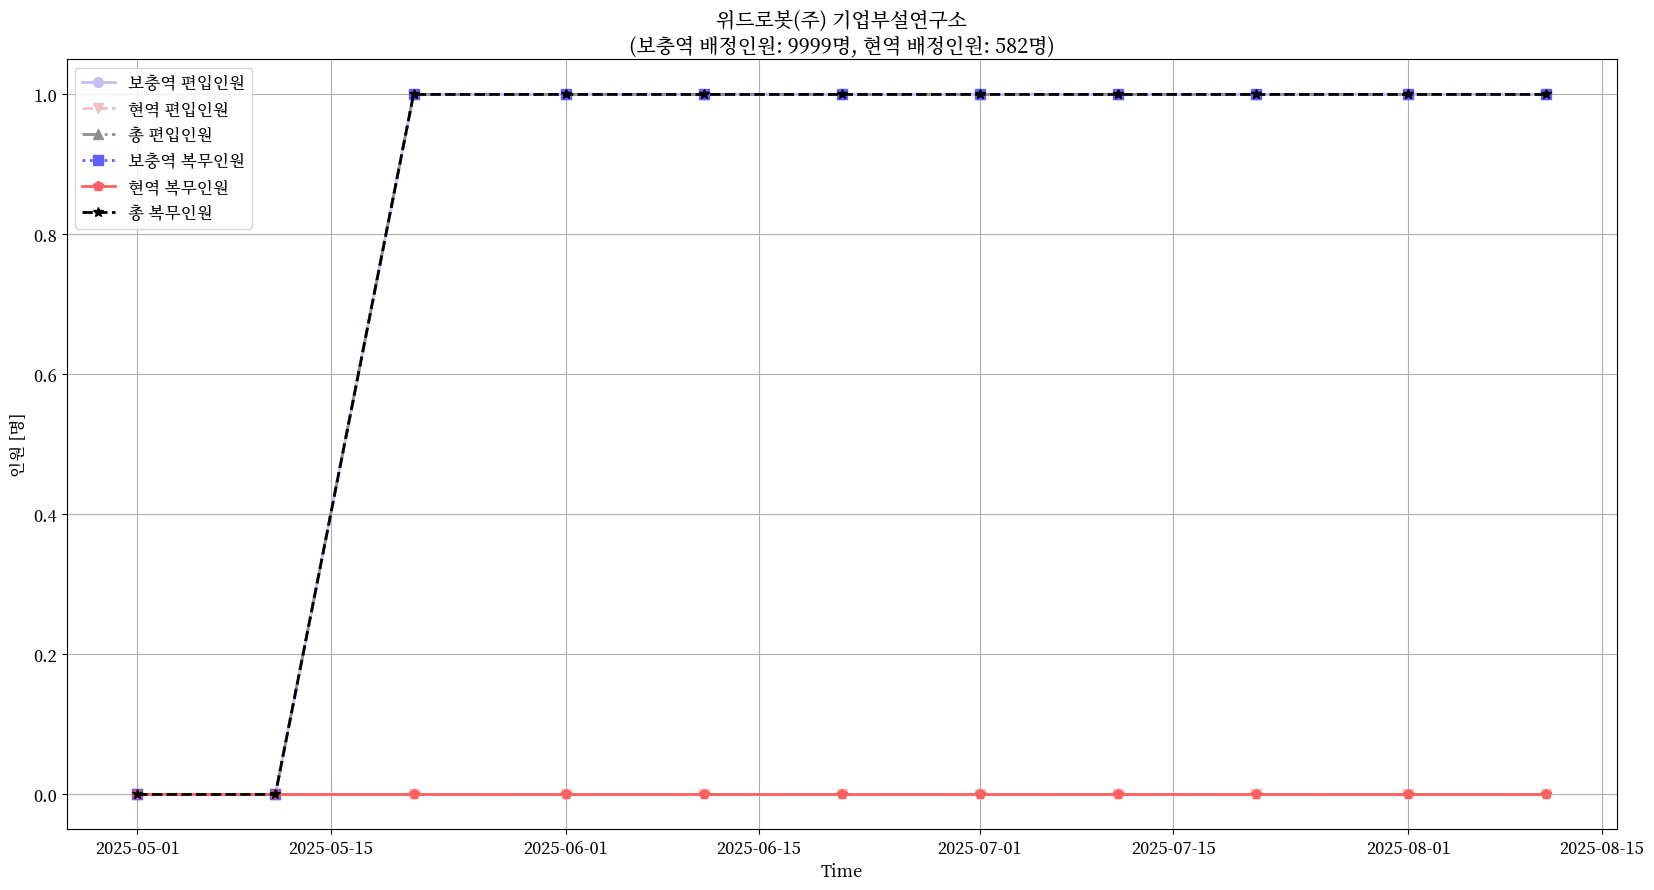 위드로봇(주) 기업부설연구소
(보충역 배정인원: 9999명, 현역 배정인원: 582명)
보충역 편입인원
현역 편입인원
총 편입인원
보충역 복무인원
현역 복무인원
총 복무인원
1.0
0.8
0.6
0.4
0.2
0.0
인원 [명]
2025-05-01
2025-05-15
2025-06-01
2025-06-15
2025-07-01
2025-07-15
2025-08-01
2025-08-15
Time